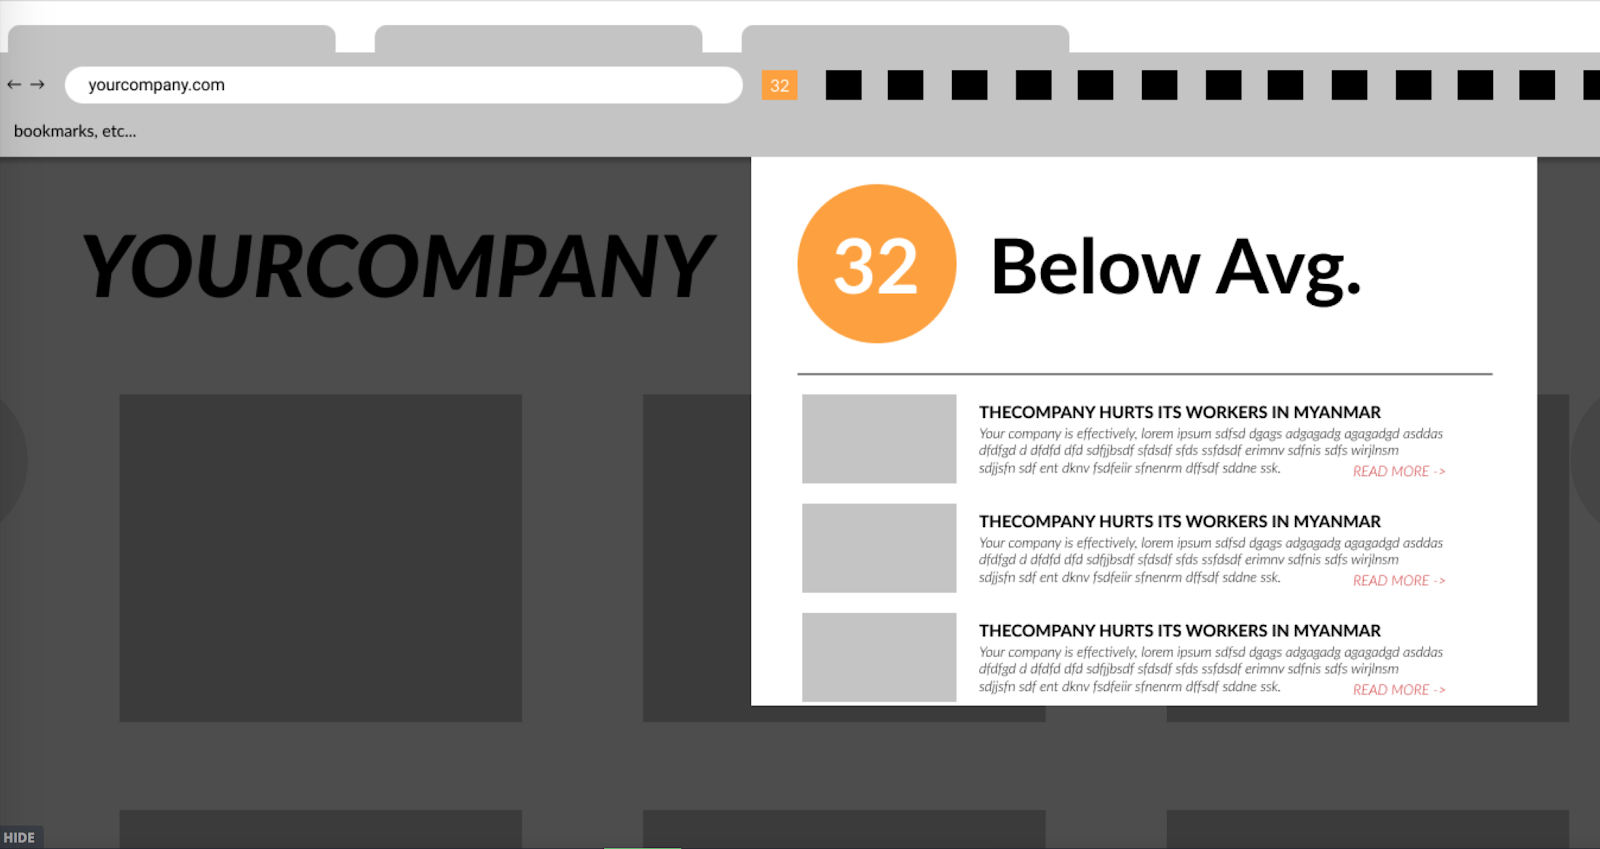 ← → yourcompany.com 32
bookmarks, etc...
YOURCOMPANY
32 Below Avg.
THECOMPANY HURTS ITS WORKERS IN MYANMAR
Your company is effectively, lorem ipsum sdfsd dgags adgagadg agagadgd asddas
dfdfgd d dfdfd dfd sdfjjbsdf sfdsdf sfds ssfdsdf erimnv sdfnis sdfs wirjlnsm
sdjjsfn sdf ent dknv fsdfeiir sfnenrm dffsdf sddne ssk.
READ MORE ->
THECOMPANY HURTS ITS WORKERS IN MYANMAR
Your company is effectively, lorem ipsum sdfsd dgags adgagadg agagadgd asddas
dfdfgd d dfdfd dfd sdfjjbsdf sfdsdf sfds ssfdsdf erimnv sdfnis sdfs wirjlnsm
sdjjsfn sdf ent dknv fsdfeiir sfnenrm dffsdf sddne ssk.
READ MORE ->
THECOMPANY HURTS ITS WORKERS IN MYANMAR
Your company is effectively, lorem ipsum sdfsd dgags adgagadg agagadgd asddas
dfdfgd d dfdfd dfd sdfjjbsdf sfdsdf sfds ssfdsdf erimnv sdfnis sdfs wirjlnsm
sdjjsfn sdf ent dknv fsdfeiir sfnenrm dffsdf sddne ssk.
READ MORE ->
HIDE